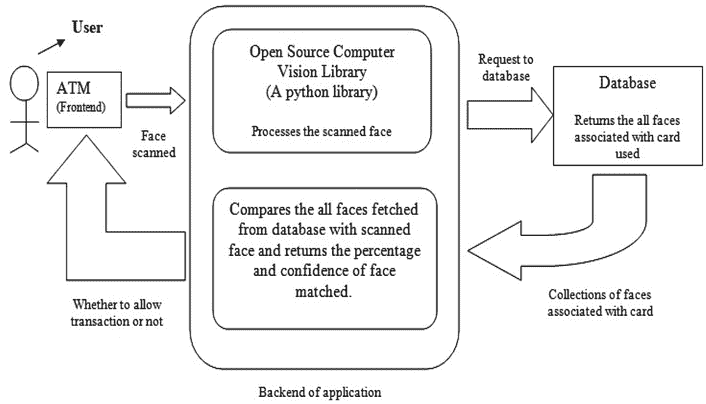 User
ATM
(Frontend)
Face
scanned
Open Source Computer
Vision Library
(A python library)
Processes the scanned face
Request to
database
Database
Returns the all faces
associated with card
used
Compares the all faces fetched
from database with scanned
face and returns the percentage
and confidence of face
matched.
Whether to allow
transaction or not
Collections of faces
associated with card
Backend of application